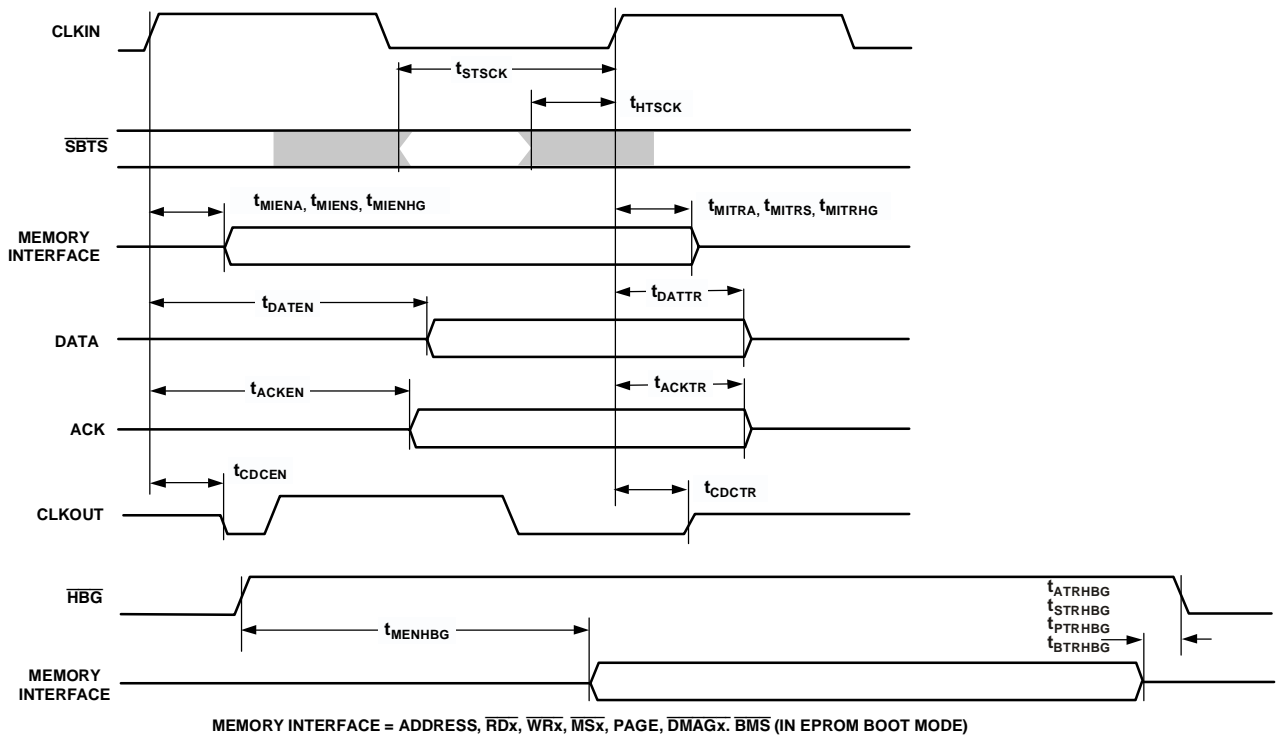 CLKIN
tSTSCK
tHTSCK
SBTS
tMIENA, tMIENS, tMIENHG
tMITRA, tMITRS, tMITRHG
MEMORY
INTERFACE
tDATEN
tDATTR
DATA
tACKEN
tACKTR
ACK
tCDCEN
tCDCTR
CLKOUT
HBG
tATRHBG
tSTRHBG
tPTRHBG
tBTRHBG
tMENHBG
MEMORY
INTERFACE
MEMORY INTERFACE = ADDRESS, RDx, WRx, MSx, PAGE, DMAGx. BMS (IN EPROM BOOT MODE)